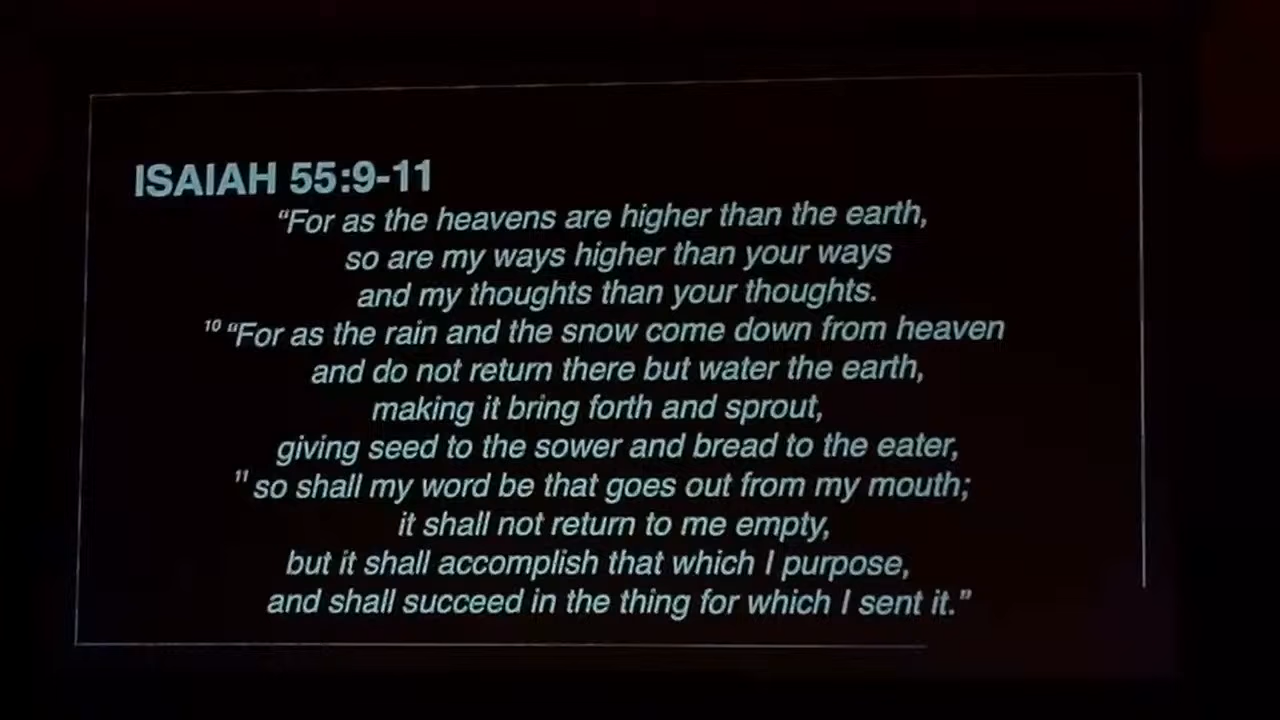 ISAIAH 55:9-11
“For as the heavens are higher than the earth,
so are my ways higher than your ways
and my thoughts than your thoughts.
10 “For as the rain and the snow come down from heaven
and do not return there but water the earth,
making it bring forth and sprout,
giving seed to the sower and bread to the eater,
11 so shall my word be that goes out from my mouth;
it shall not return to me empty,
but it shall accomplish that which I purpose,
and shall succeed in the thing for which I sent it.”